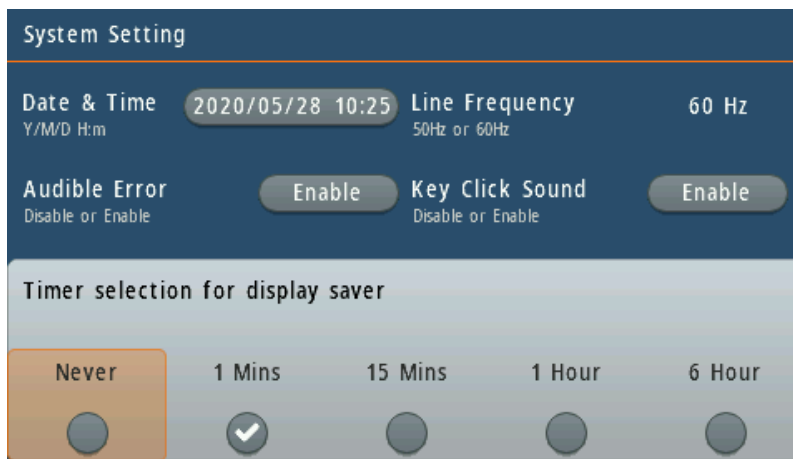 System Setting
Date & Time 2020/05/28 10:25 Line Frequency 60 Hz
Y/M/D H:m 50Hz or 60Hz
Audible Error Enable Key Click Sound Enable
Disable or Enable Disable or Enable
Timer selection for display saver
Never 1 Mins 15 Mins 1 Hour 6 Hour